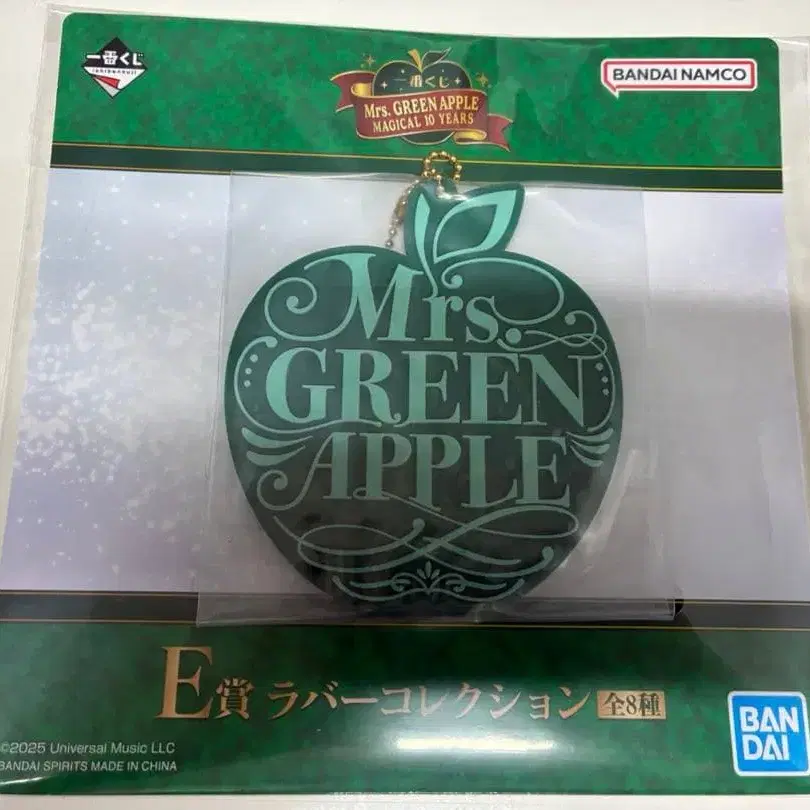 一番くじ
ichibankuji
一番くじ
Mrs. GREEN APPLE
MAGICAL 10 YEARS
BANDAI NAMCO
Mrs.
GREEN
APPLE
E賞 ラバーコレクション 全8種
©2025 Universal Music LLC
BANDAI SPIRITS MADE IN CHINA
BAN
DAI